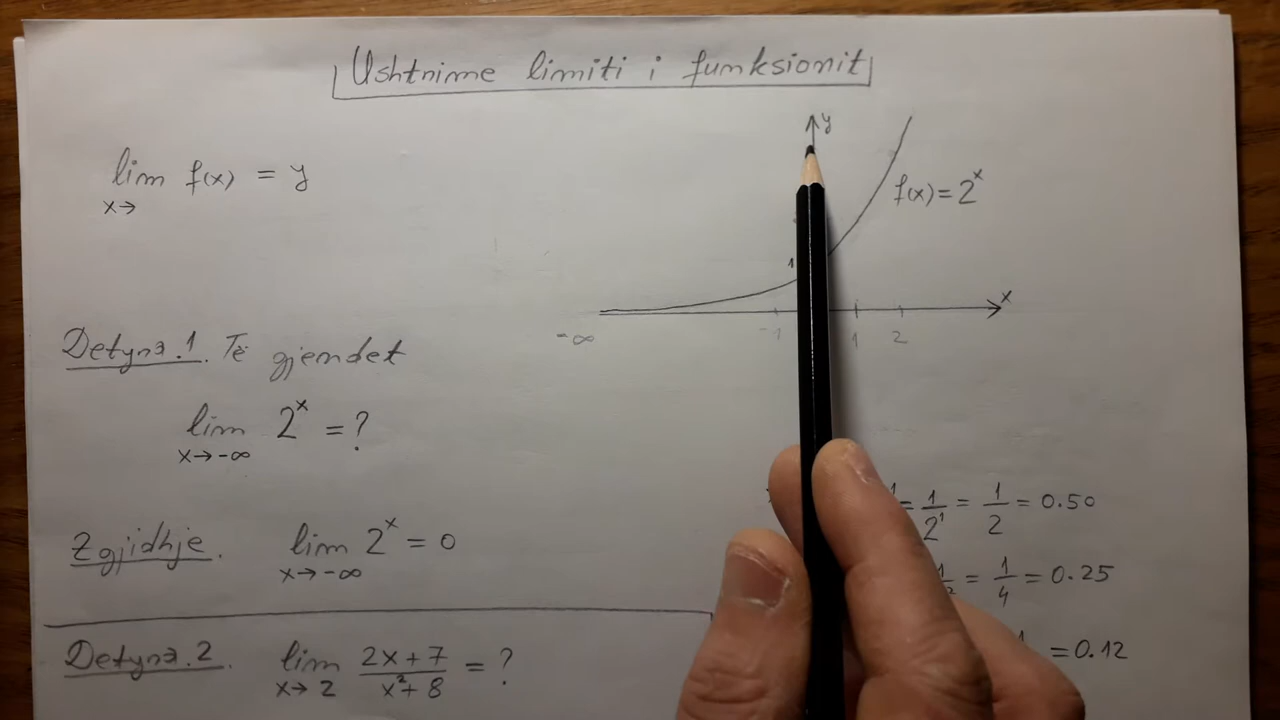 Ushtrime limiti i funksionit
lim f(x) = y
x→
y
f(x) = 2^x
1
x
-∞ -1 1 2
Detyra.1. Të gjendet
lim 2^x = ?
x→-∞
Zgjidhje. lim 2^x = 0
x→-∞
= 1/2^1 = 1/2 = 0.50
= 1/4 = 0.25
= 0.12
Detyra.2. lim (2x+7)/(x^2+8) = ?
x→2